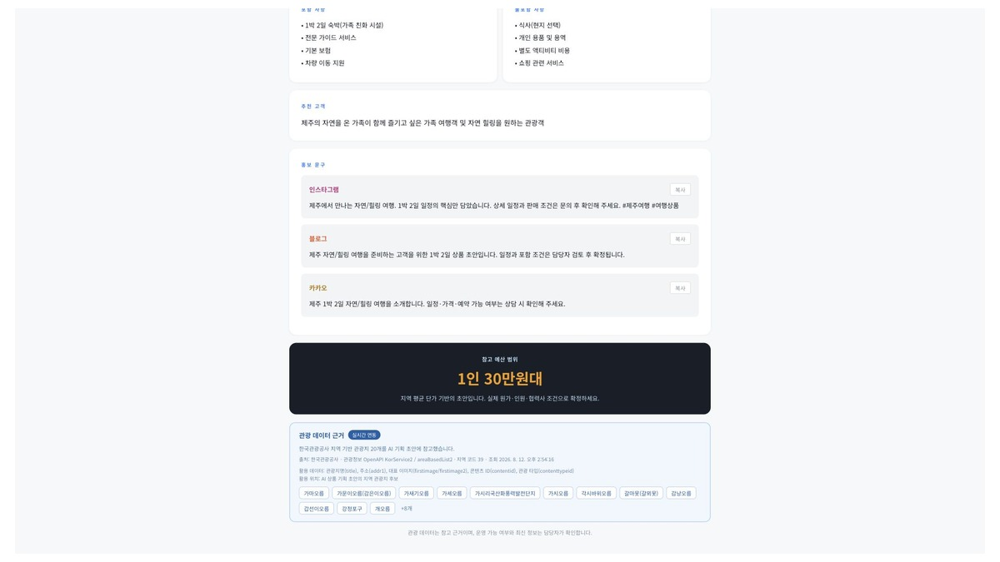 포함 사항
• 1박 2일 숙박(가족 친화 시설)
• 전문 가이드 서비스
• 기본 보험
• 차량 이동 지원
불포함 사항
• 식사(현지 선택)
• 개인 용품 및 용역
• 별도 액티비티 비용
• 쇼핑 관련 서비스
추천 고객
제주의 자연을 온 가족이 함께 즐기고 싶은 가족 여행객 및 자연 힐링을 원하는 관광객
홍보 문구
인스타그램
복사
제주에서 만나는 자연/힐링 여행. 1박 2일 일정의 핵심만 담았습니다. 상세 일정과 판매 조건은 문의 후 확인해 주세요. #제주여행 #여행상품
블로그
복사
제주 자연/힐링 여행을 준비하는 고객을 위한 1박 2일 상품 초안입니다. 일정과 포함 조건은 담당자 검토 후 확정됩니다.
카카오
복사
제주 1박 2일 자연/힐링 여행을 소개합니다. 일정·가격·예약 가능 여부는 상담 시 확인해 주세요.
참고 예산 범위
1인 30만원대
지역 평균 단가 기반의 초안입니다. 실제 원가·인원·협력사 조건으로 확정하세요.
관광 데이터 근거 실시간 연동
한국관광공사 지역 기반 관광지 20개를 AI 기획 초안에 참고했습니다.
출처: 한국관광공사 · 관광정보 OpenAPI KorService2 / areaBasedList2 · 지역 코드 39 · 조회 2026. 8. 12. 오후 2:54:16
활용 데이터: 관광지명(title), 주소(addr1), 대표 이미지(firstimage/firstimage2), 콘텐츠 ID(contentid), 관광 타입(contenttypeid)
활용 위치: AI 상품 기획 초안의 지역 관광지 후보
가마오름 가문이오름(감은이오름) 가새기오름 가세오름 가시리국산화풍력발전단지 가시오름 각시바위오름 갈마못(갈뫼못) 감낭오름
갑선이오름 강정포구 개오름 +8개
관광 데이터는 참고 근거이며, 운영 가능 여부와 최신 정보는 담당자가 확인합니다.